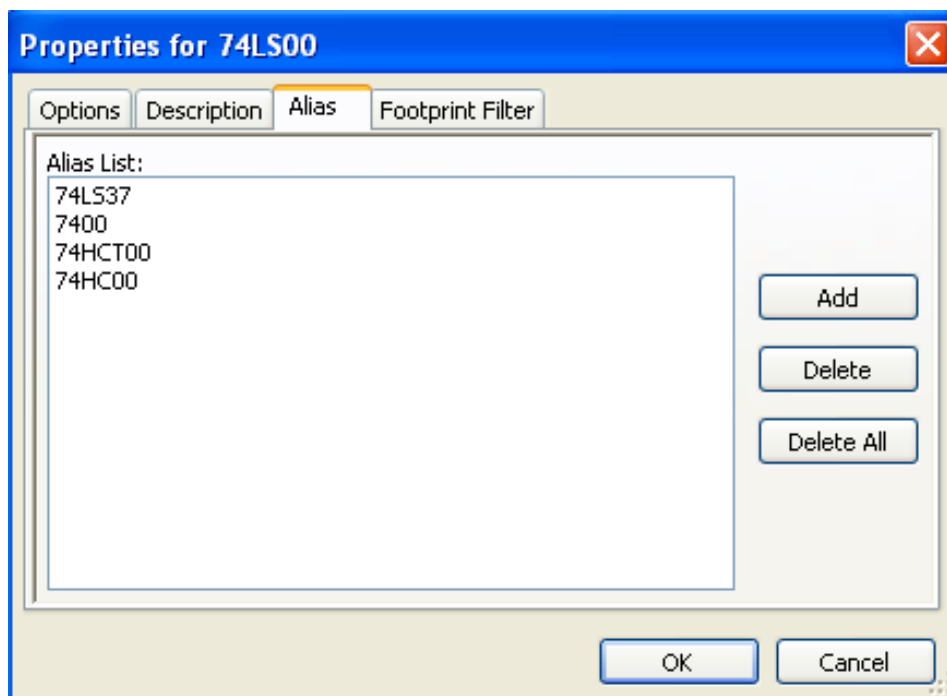 Properties for 74LS00
Options Description Alias Footprint Filter
Alias List:
74LS37
7400
74HCT00
74HC00
Add
Delete
Delete All
OK Cancel